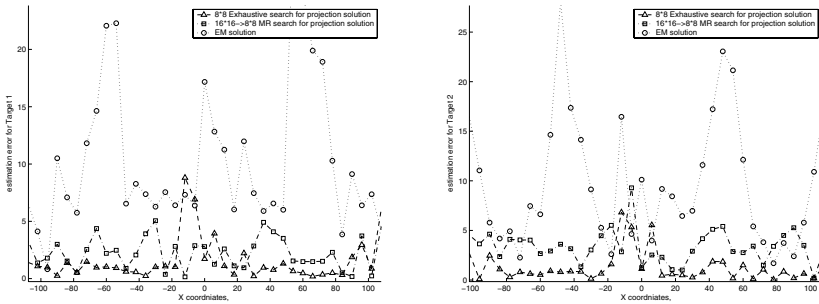 8*8 Exhaustive search for projection solution
16*16->8*8 MR search for projection solution
EM solution
estimation error for Target 1
20
15
10
5
0
−100 −80 −60 −40 −20 0 20 40 60 80 100
X coordniates,
8*8 Exhaustive search for projection solution
16*16->8*8 MR search for projection solution
EM solution
estimation error for Target 2
25
20
15
10
5
0
−100 −80 −60 −40 −20 0 20 40 60 80 100
X coordniates,